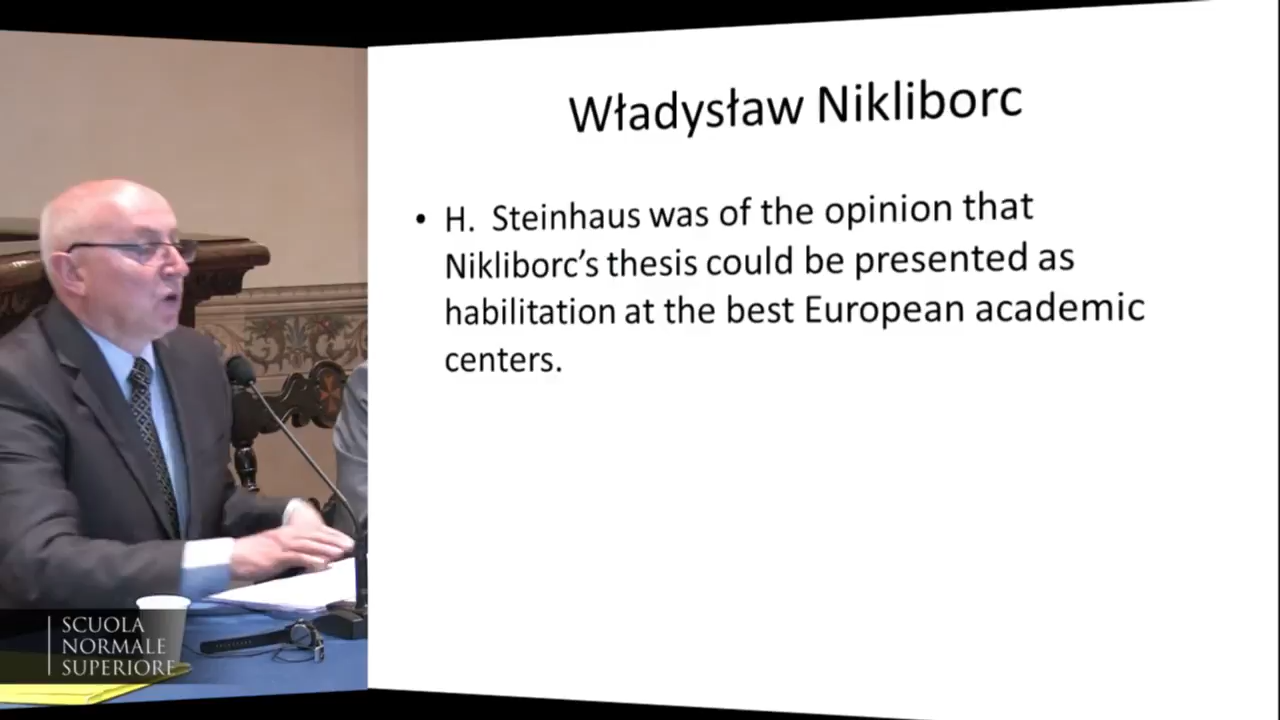 Władysław Nikliborc
• H. Steinhaus was of the opinion that
Nikliborc’s thesis could be presented as
habilitation at the best European academic
centers.
SCUOLA
NORMALE
SUPERIORE